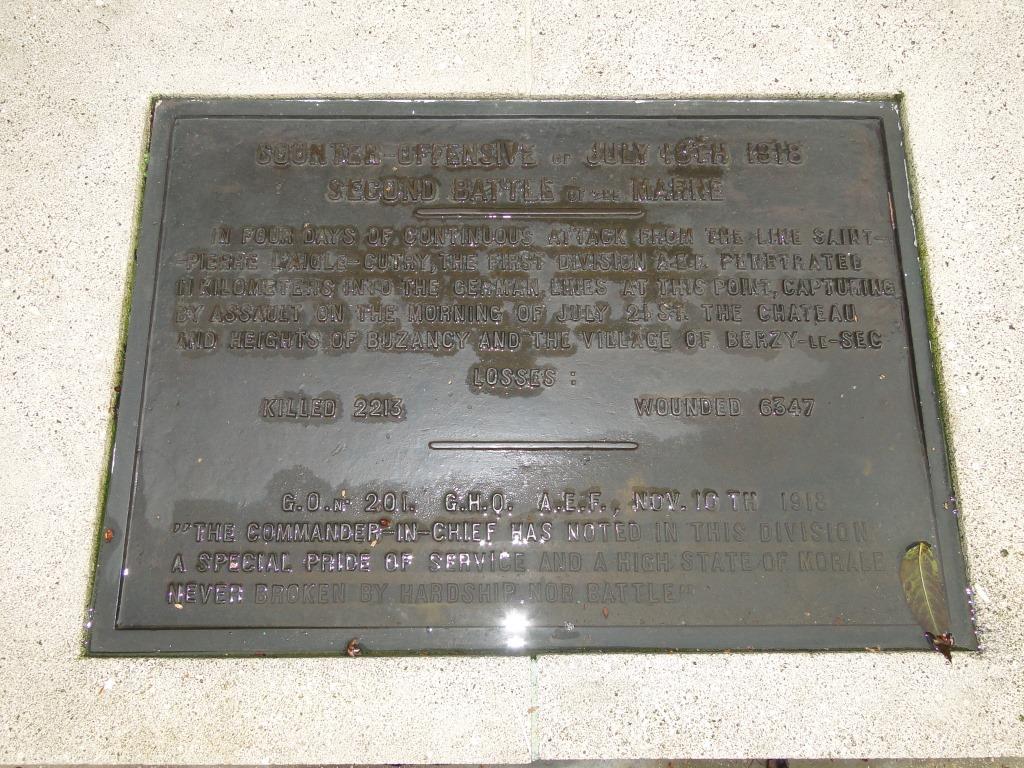 COUNTER-OFFENSIVE OF JULY 18TH 1918
SECOND BATTLE OF THE MARNE
IN FOUR DAYS OF CONTINUOUS ATTACK FROM THE LINE SAINT-
-PIERRE L'AIGLE-CUTRY, THE FIRST DIVISION A.E.F. PENETRATED
11 KILOMETERS INTO THE GERMAN LINES AT THIS POINT, CAPTURING
BY ASSAULT ON THE MORNING OF JULY 21ST. THE CHATEAU
AND HEIGHTS OF BUZANCY AND THE VILLAGE OF BERZY-LE-SEC
LOSSES :
KILLED 2213 WOUNDED 6347
G.O. No 201. G.H.Q. A.E.F., NOV. 10TH 1918
"THE COMMANDER-IN-CHIEF HAS NOTED IN THIS DIVISION
A SPECIAL PRIDE OF SERVICE AND A HIGH STATE OF MORALE
NEVER BROKEN BY HARDSHIP NOR BATTLE"